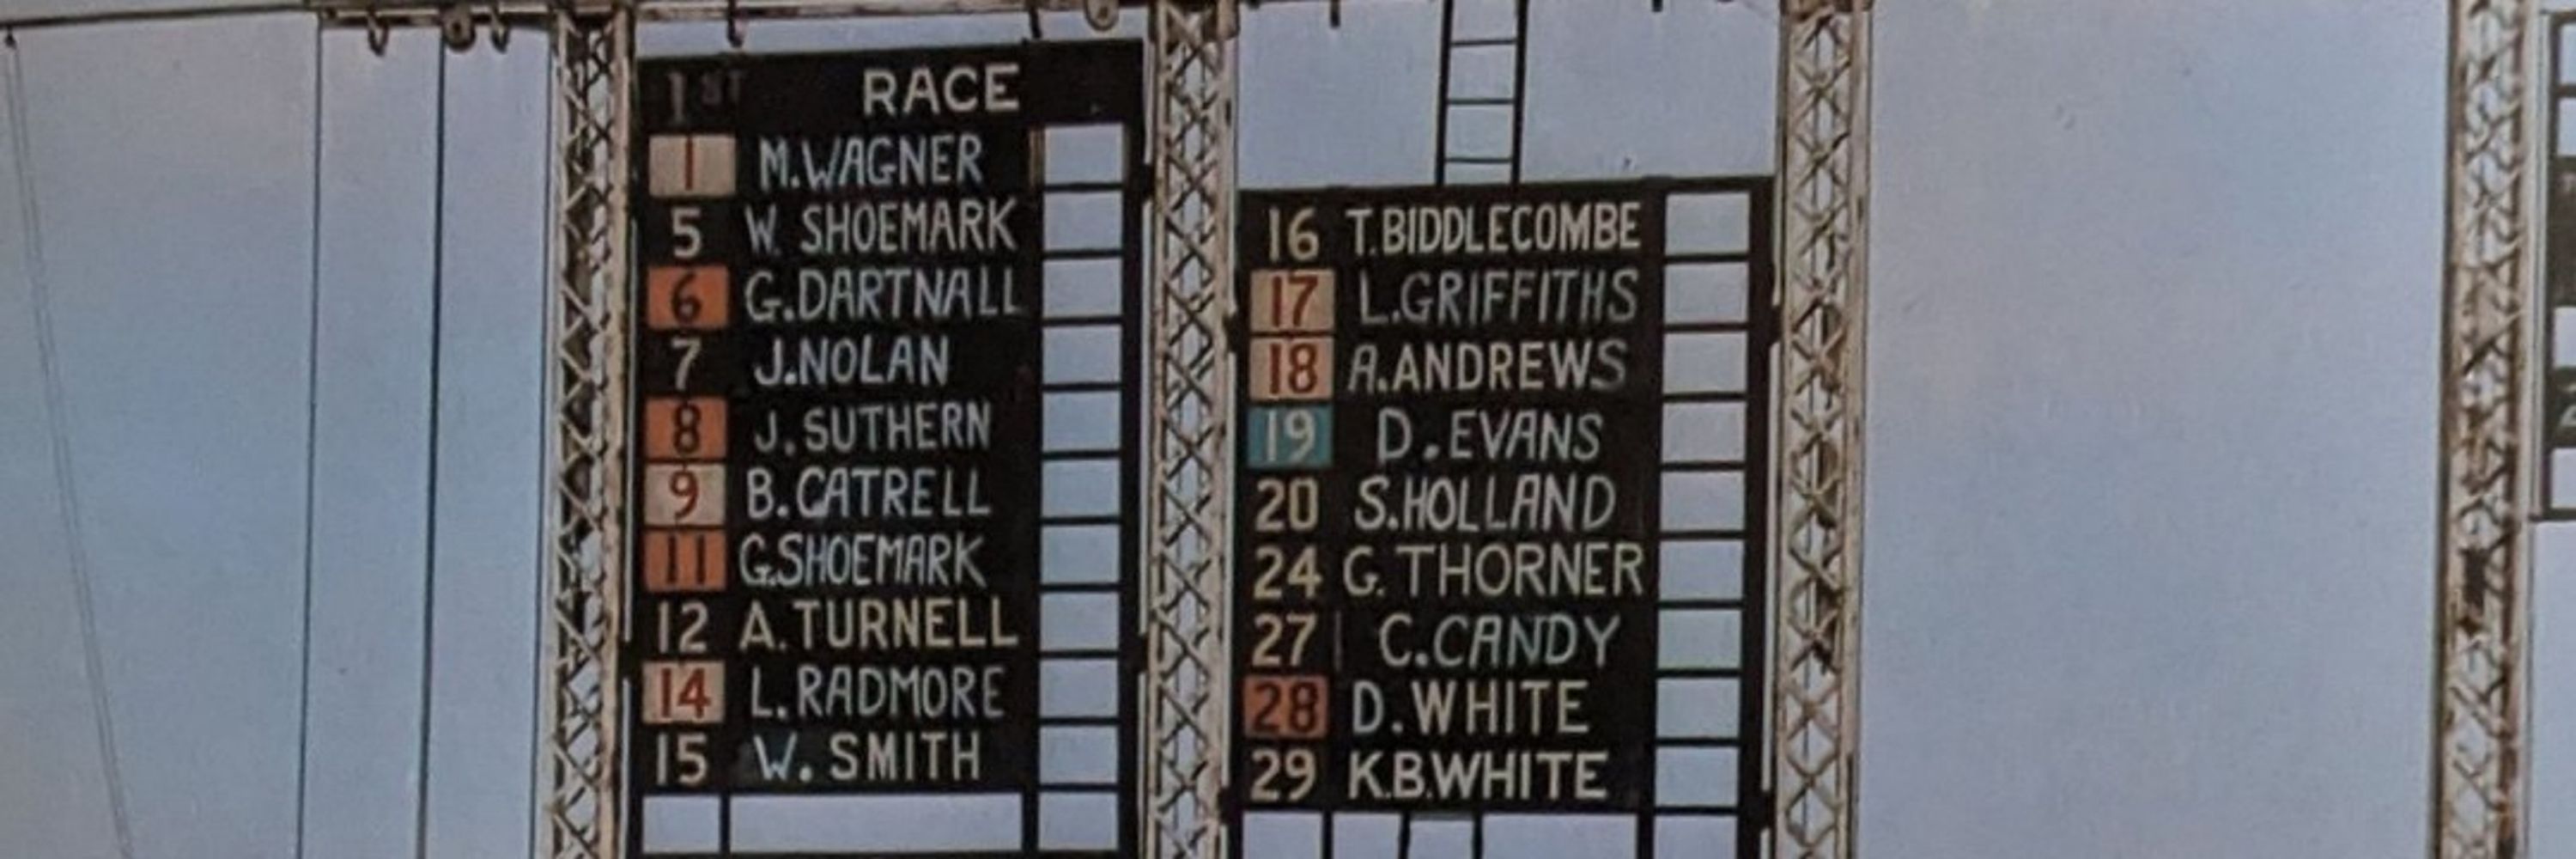 1ST RACE
1 M.WAGNER
5 W. SHOEMARK
6 G.DARTNALL
7 J.NOLAN
8 J. SUTHERN
9 B.CATRELL
11 G.SHOEMARK
12 A.TURNELL
14 L.RADMORE
15 W. SMITH
16 T.BIDDLECOMBE
17 L.GRIFFITHS
18 A.ANDREWS
19 D. EVANS
20 S.HOLLAND
24 G. THORNER
27 C.CANDY
28 D.WHITE
29 K.B.WHITE